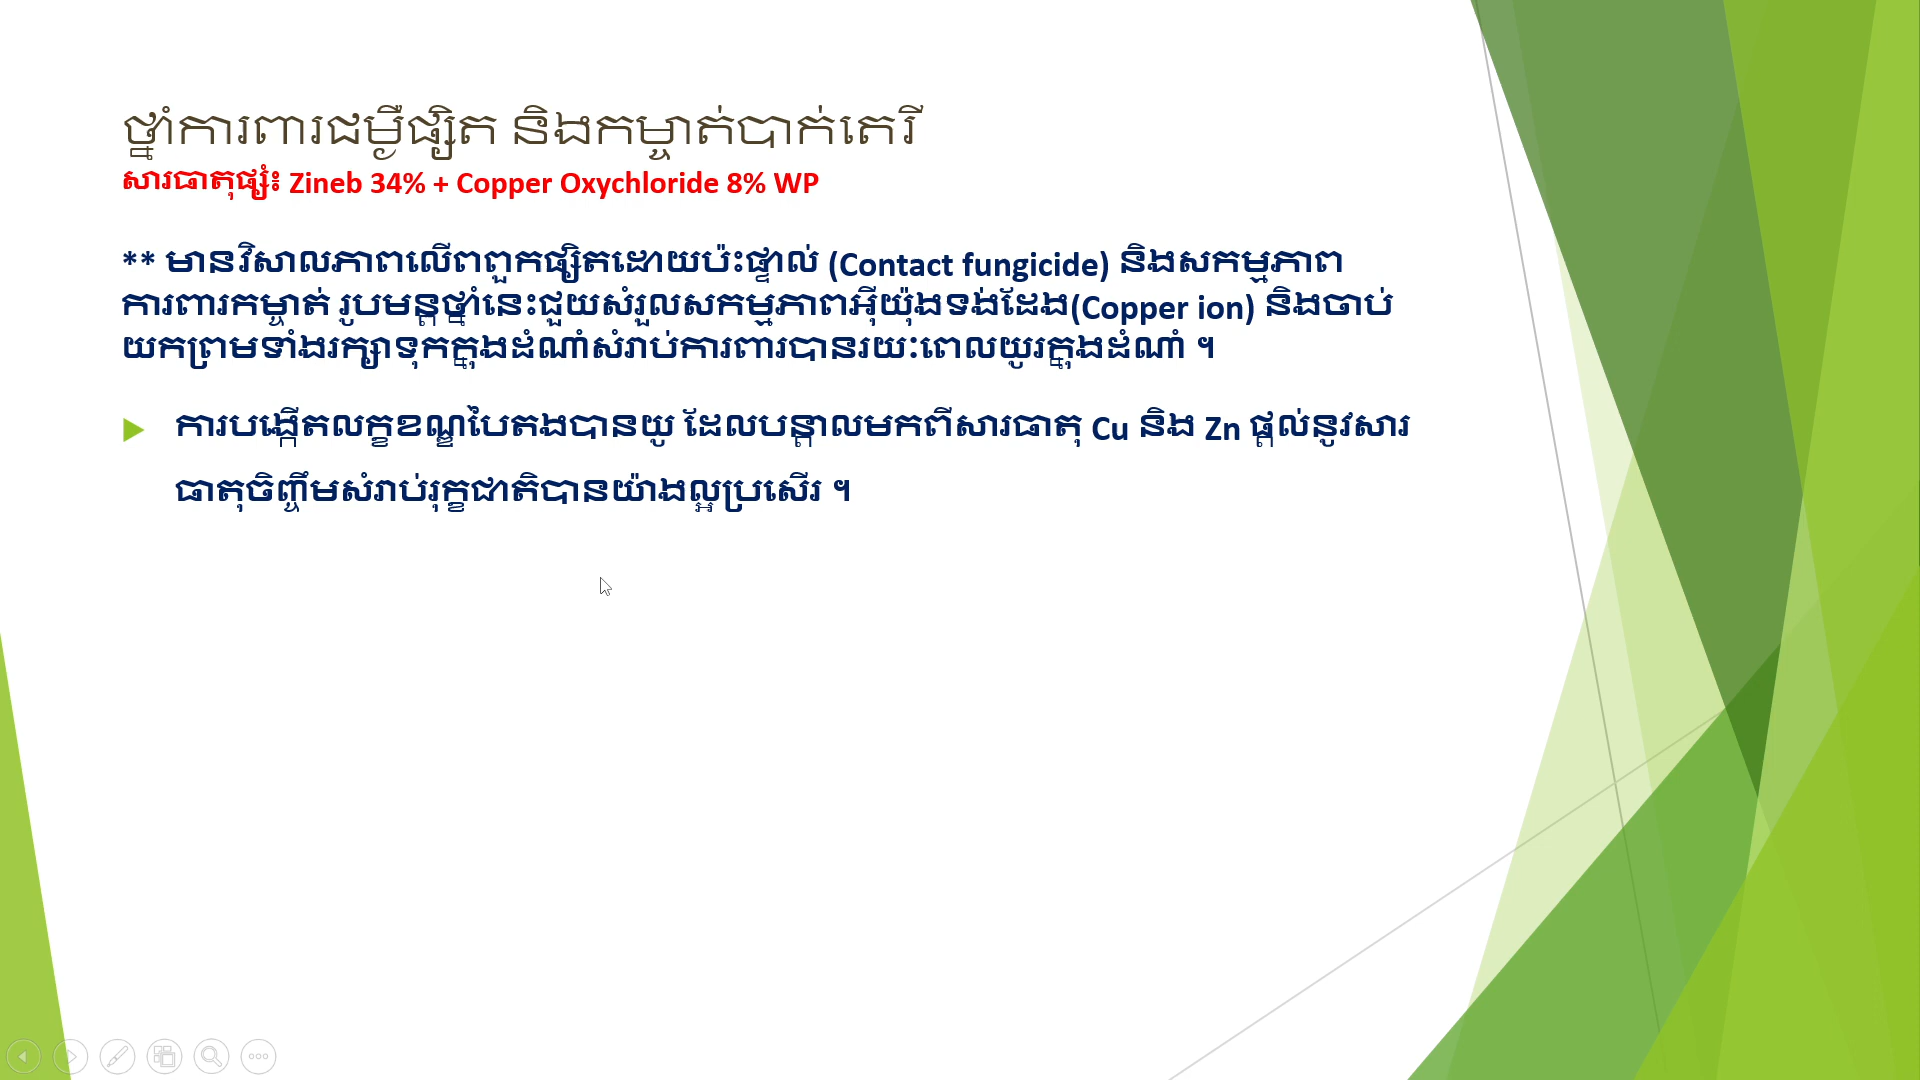 ថ្នាំការពារជម្ងឺផ្សិត និងកម្ចាត់បាក់តេរី
សារធាតុផ្សំ៖ Zineb 34% + Copper Oxychloride 8% WP
** មានវិសាលភាពលើពពួកផ្សិតដោយប៉ះផ្ទាល់ (Contact fungicide) និងសកម្មភាព
ការពារកម្ចាត់ រូបមន្តថ្នាំនេះជួយសំរួលសកម្មភាពអ៊ីយ៉ុងទង់ដែង(Copper ion) និងចាប់
យកព្រមទាំងរក្សាទុកក្នុងដំណាំសំរាប់ការពារបានរយៈពេលយូរក្នុងដំណាំ ។
ការបង្កើតលក្ខខណ្ឌបៃតងបានយូ ដែលបន្តាលមកពីសារធាតុ Cu និង Zn ផ្តល់នូវសារ
ធាតុចិញ្ចឹមសំរាប់រុក្ខជាតិបានយ៉ាងល្អប្រសើរ ។